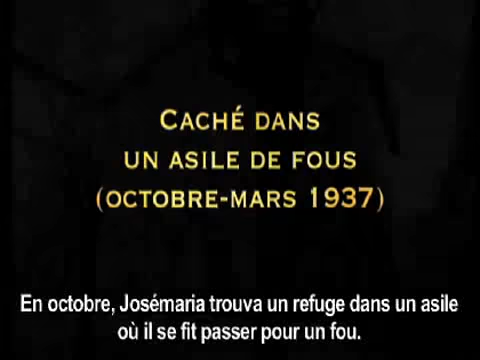 CACHÉ DANS
UN ASILE DE FOUS
(OCTOBRE-MARS 1937)
En octobre, Josémaria trouva un refuge dans un asile
où il se fit passer pour un fou.